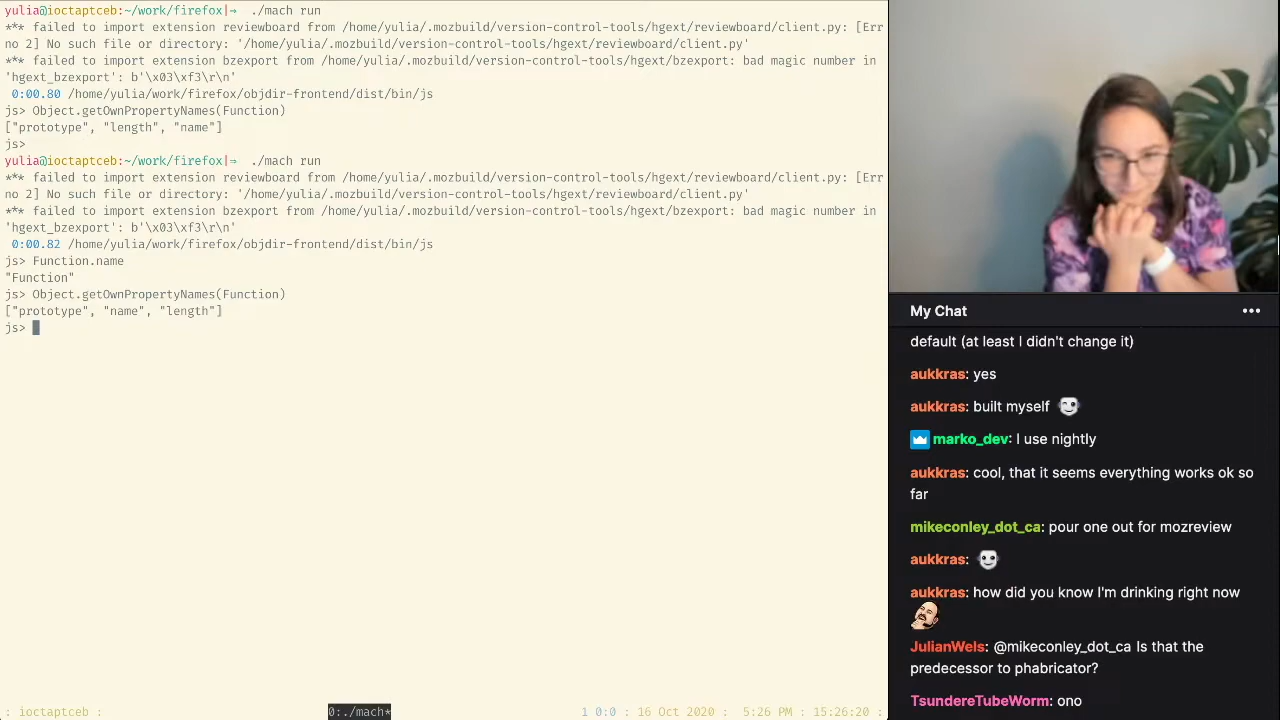 yulia@ioctaptceb:~/work/firefox|⇒  ./mach run
*** failed to import extension reviewboard from /home/yulia/.mozbuild/version-control-tools/hgext/reviewboard/client.py: [Err
no 2] No such file or directory: '/home/yulia/.mozbuild/version-control-tools/hgext/reviewboard/client.py'
*** failed to import extension bzexport from /home/yulia/.mozbuild/version-control-tools/hgext/bzexport: bad magic number in
'hgext_bzexport': b'\x03\xf3\r\n'
 0:00.80 /home/yulia/work/firefox/objdir-frontend/dist/bin/js
js> Object.getOwnPropertyNames(Function)
["prototype", "length", "name"]
js>
yulia@ioctaptceb:~/work/firefox|⇒  ./mach run
*** failed to import extension reviewboard from /home/yulia/.mozbuild/version-control-tools/hgext/reviewboard/client.py: [Err
no 2] No such file or directory: '/home/yulia/.mozbuild/version-control-tools/hgext/reviewboard/client.py'
*** failed to import extension bzexport from /home/yulia/.mozbuild/version-control-tools/hgext/bzexport: bad magic number in
'hgext_bzexport': b'\x03\xf3\r\n'
 0:00.82 /home/yulia/work/firefox/objdir-frontend/dist/bin/js
js> Function.name
"Function"
js> Object.getOwnPropertyNames(Function)
["prototype", "name", "length"]
js>
: ioctaptceb : 0:./mach* 1 0:0 : 16 Oct 2020 : 5:26 PM : 15:26:20 :
My Chat
default (at least I didn't change it)
aukkras: yes
aukkras: built myself
marko_dev: I use nightly
aukkras: cool, that it seems everything works ok so
far
mikeconley_dot_ca: pour one out for mozreview
aukkras:
aukkras: how did you know I'm drinking right now
JulianWels: @mikeconley_dot_ca Is that the
predecessor to phabricator?
TsundereTubeWorm: ono